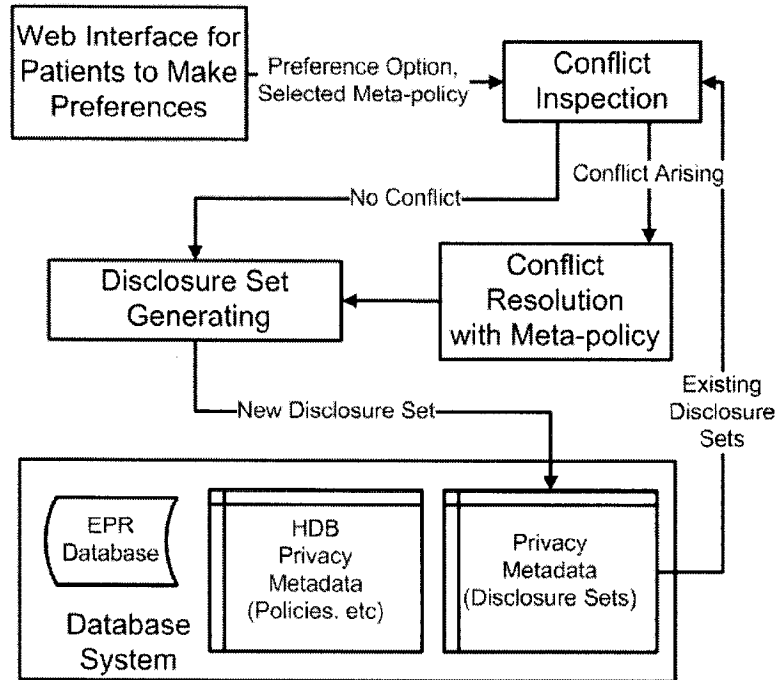 Web Interface for
Patients to Make
Preferences
Preference Option,
Selected Meta-policy
Conflict
Inspection
No Conflict
Conflict Arising
Disclosure Set
Generating
Conflict
Resolution
with Meta-policy
Existing
Disclosure
Sets
New Disclosure Set
EPR
Database
HDB
Privacy
Metadata
(Policies. etc)
Privacy
Metadata
(Disclosure Sets)
Database
System